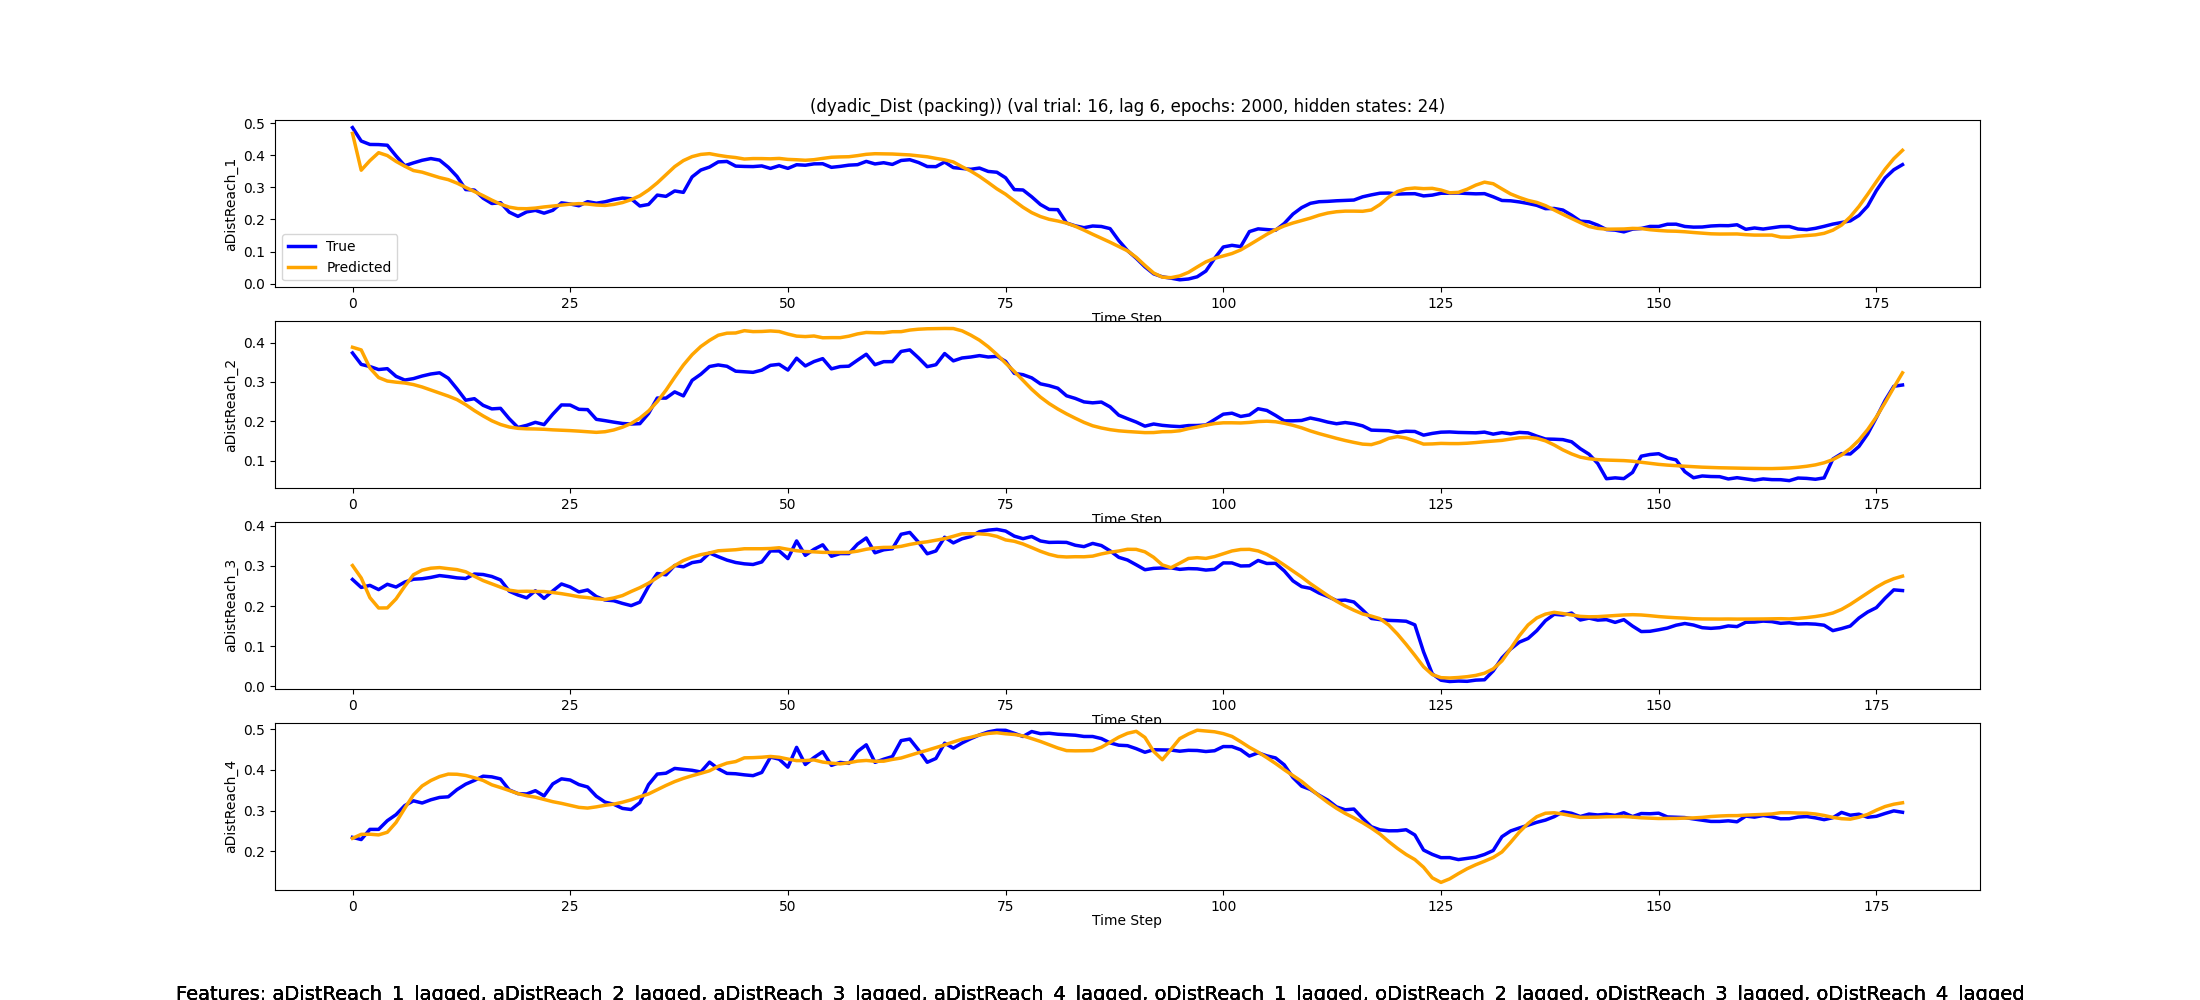 (dyadic_Dist (packing)) (val trial: 16, lag 6, epochs: 2000, hidden states: 24)
aDistReach_1
0.5
0.4
0.3
0.2
0.1
0.0
True
Predicted
0 25 50 75 100 125 150 175
Time Step
aDistReach_2
0.4
0.3
0.2
0.1
0 25 50 75 100 125 150 175
Time Step
aDistReach_3
0.4
0.3
0.2
0.1
0.0
0 25 50 75 100 125 150 175
Time Step
aDistReach_4
0.5
0.4
0.3
0.2
0 25 50 75 100 125 150 175
Time Step
Features: aDistReach_1_lagged, aDistReach_2_lagged, aDistReach_3_lagged, aDistReach_4_lagged, oDistReach_1_lagged, oDistReach_2_lagged, oDistReach_3_lagged, oDistReach_4_lagged